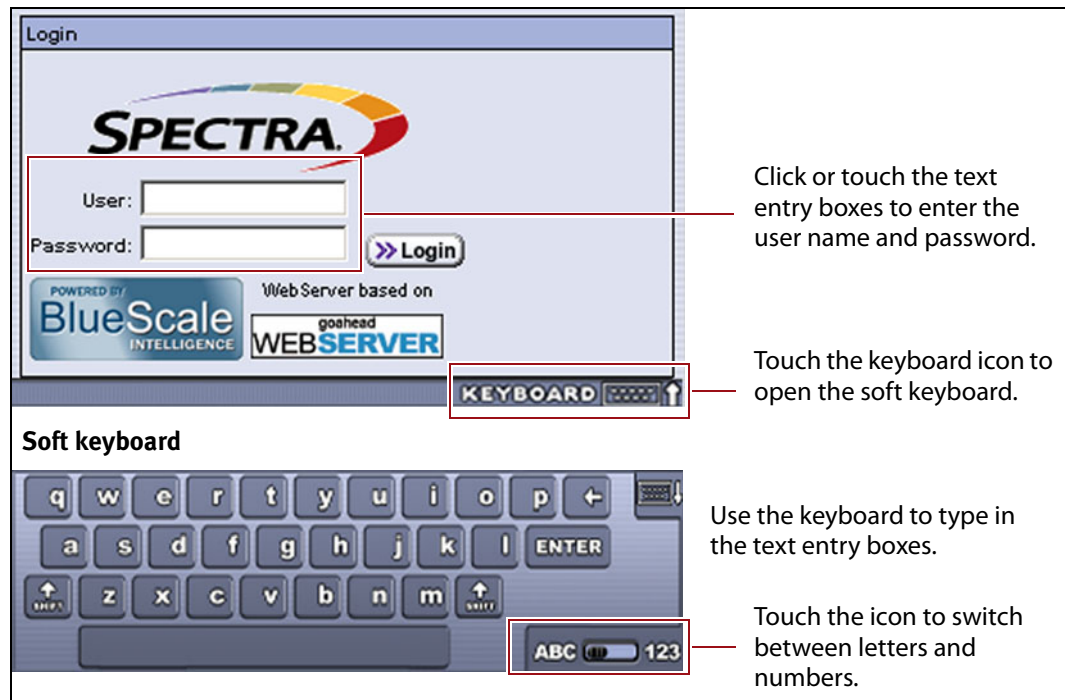 Login
SPECTRA.
User:
Password:
>> Login
POWERED BY
BlueScale
INTELLIGENCE
WebServer based on
goahead
WEBSERVER
KEYBOARD
Click or touch the text
entry boxes to enter the
user name and password.
Touch the keyboard icon to
open the soft keyboard.
Soft keyboard
q w e r t y u i o p
a s d f g h j k l ENTER
SHIFT z x c v b n m SHIFT
ABC 123
Use the keyboard to type in
the text entry boxes.
Touch the icon to switch
between letters and
numbers.